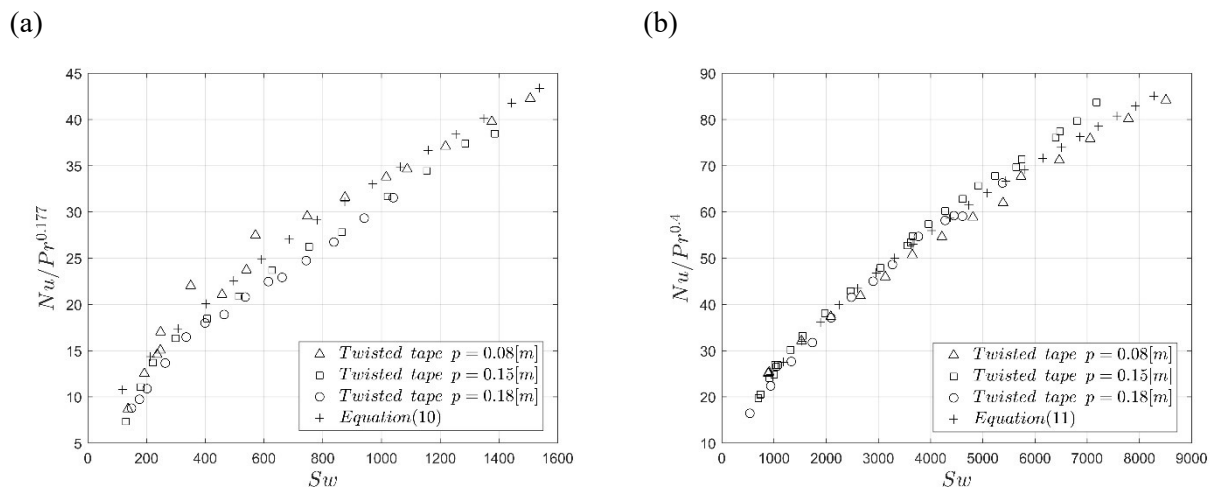 (a)
Nu/Pr^0.177
45
40
35
30
25
20
15
10
5
0 200 400 600 800 1000 1200 1400 1600
Sw
Twisted tape p = 0.08[m]
Twisted tape p = 0.15[m]
Twisted tape p = 0.18[m]
Equation(10)
(b)
Nu/Pr^0.4
90
80
70
60
50
40
30
20
10
0 1000 2000 3000 4000 5000 6000 7000 8000 9000
Sw
Twisted tape p = 0.08[m]
Twisted tape p = 0.15[m]
Twisted tape p = 0.18[m]
Equation(11)